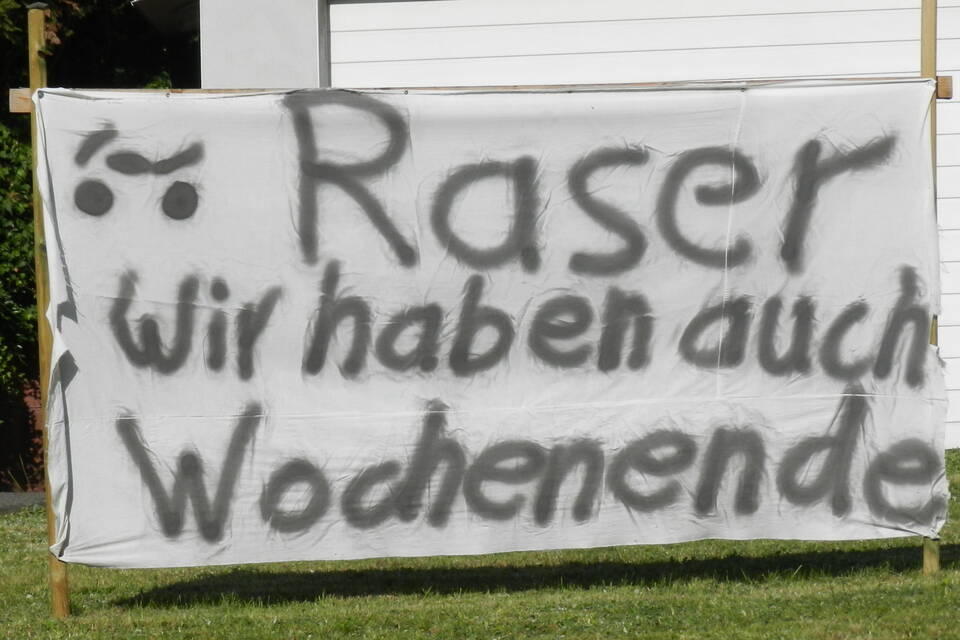 Raser
Wir haben auch
Wochenende